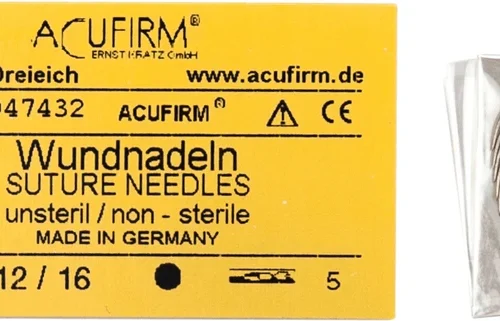 ACUFIRM®
ERNST KRATZ GmbH
Dreieich www.acufirm.de
047432 ACUFIRM® CE
Wundnadeln
SUTURE NEEDLES
unsteril / non - sterile
MADE IN GERMANY
12 / 16 5